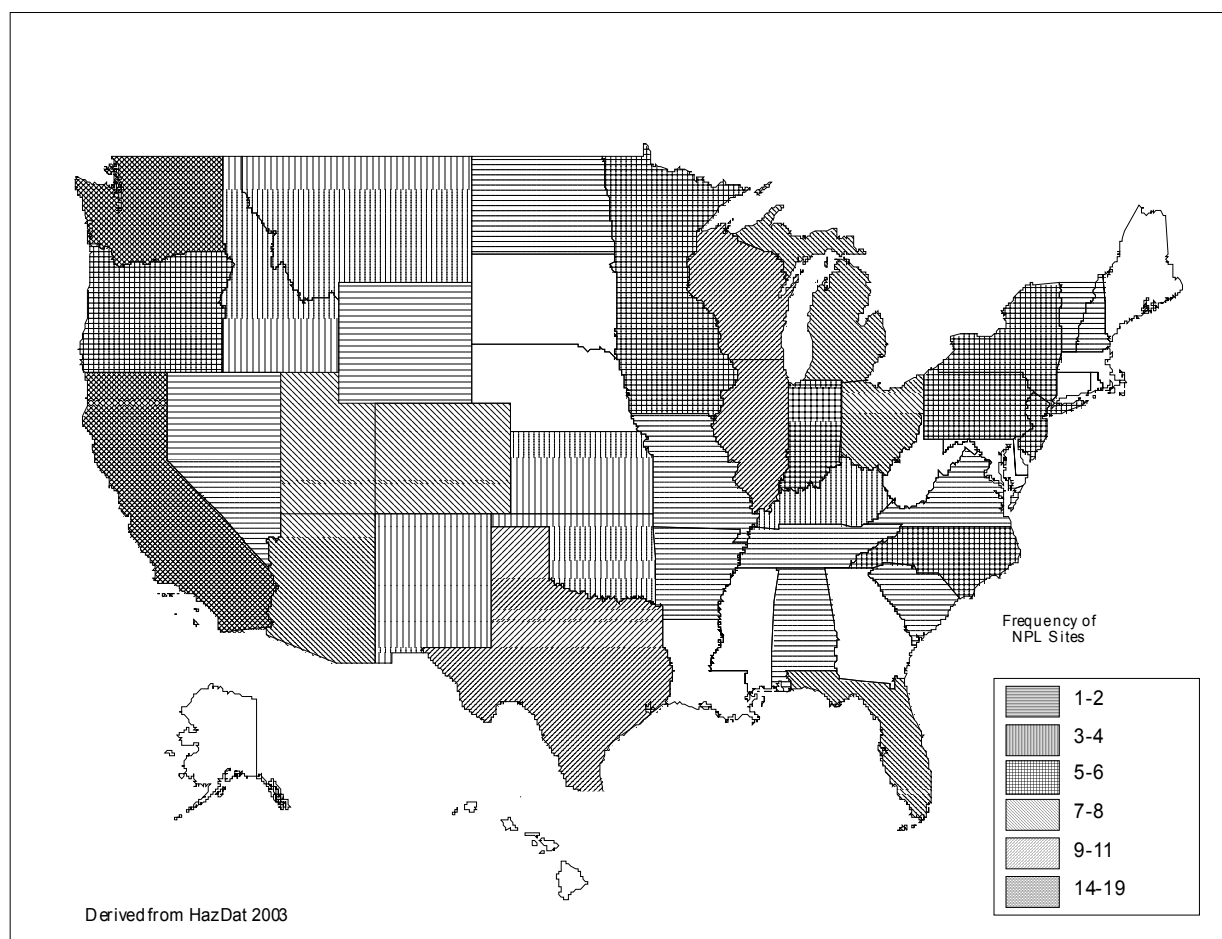 Frequency of
NPL Sites
1-2
3-4
5-6
7-8
9-11
14-19
Derived from HazDat 2003